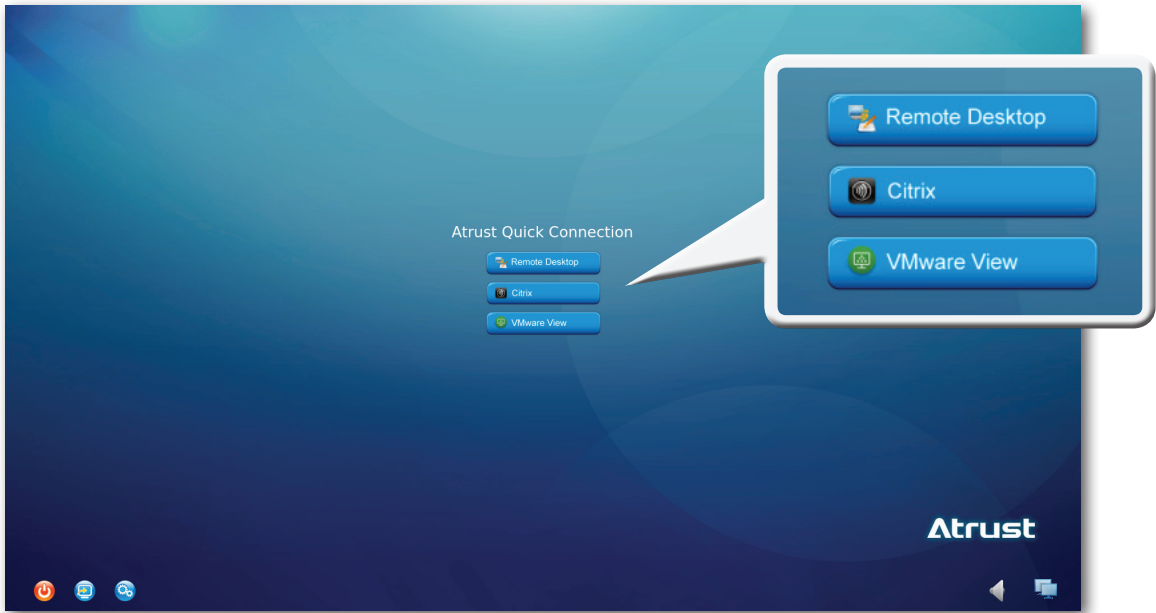 Atrust Quick Connection
Remote Desktop
Citrix
VMware View
Remote Desktop
Citrix
VMware View
Atrust